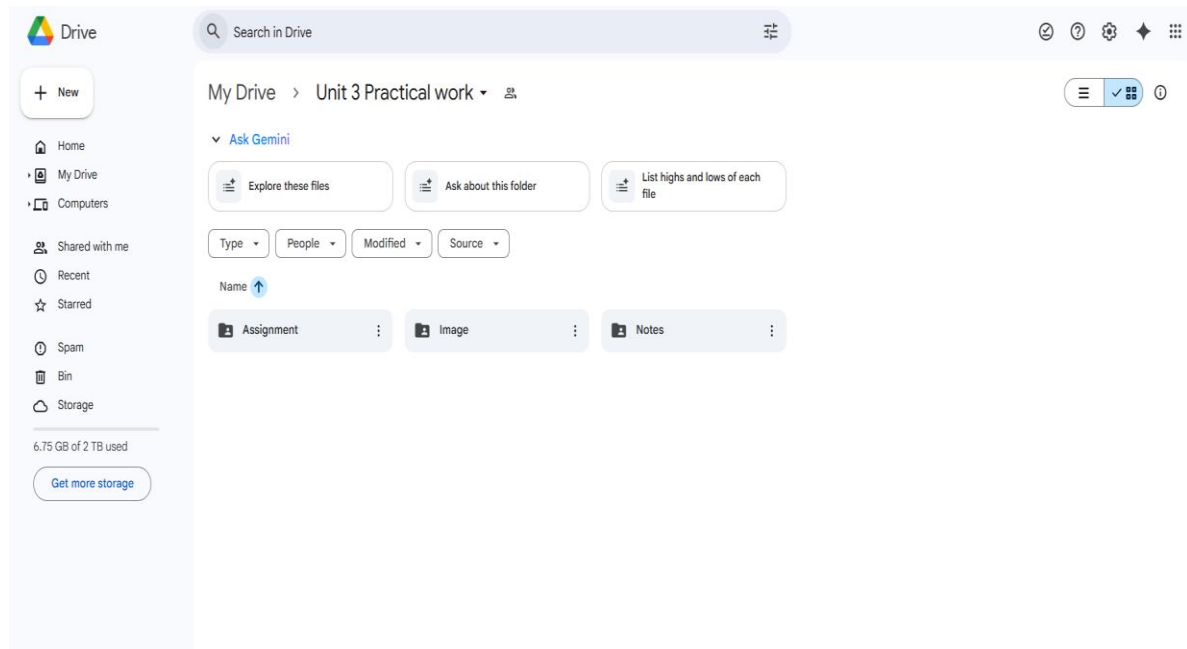 Drive
Search in Drive
New
My Drive > Unit 3 Practical work
Home
My Drive
Computers
Shared with me
Recent
Starred
Spam
Bin
Storage
6.75 GB of 2 TB used
Get more storage
Ask Gemini
Explore these files
Ask about this folder
List highs and lows of each
file
Type People Modified Source
Name
Assignment Image Notes